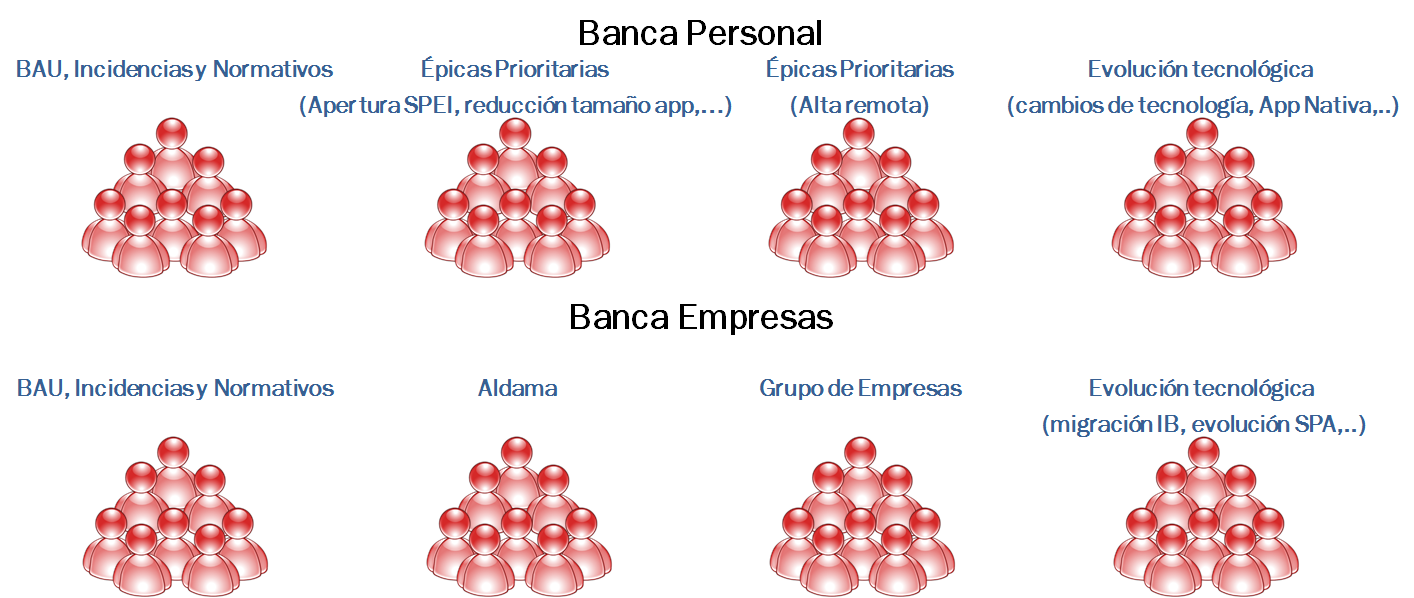 Banca Personal
BAU, Incidencias y Normativos
Épicas Prioritarias
(Apertura SPEI, reducción tamaño app,...)
Épicas Prioritarias
(Alta remota)
Evolución tecnológica
(cambios de tecnología, App Nativa,..)
Banca Empresas
BAU, Incidencias y Normativos
Aldama
Grupo de Empresas
Evolución tecnológica
(migración IB, evolución SPA,..)